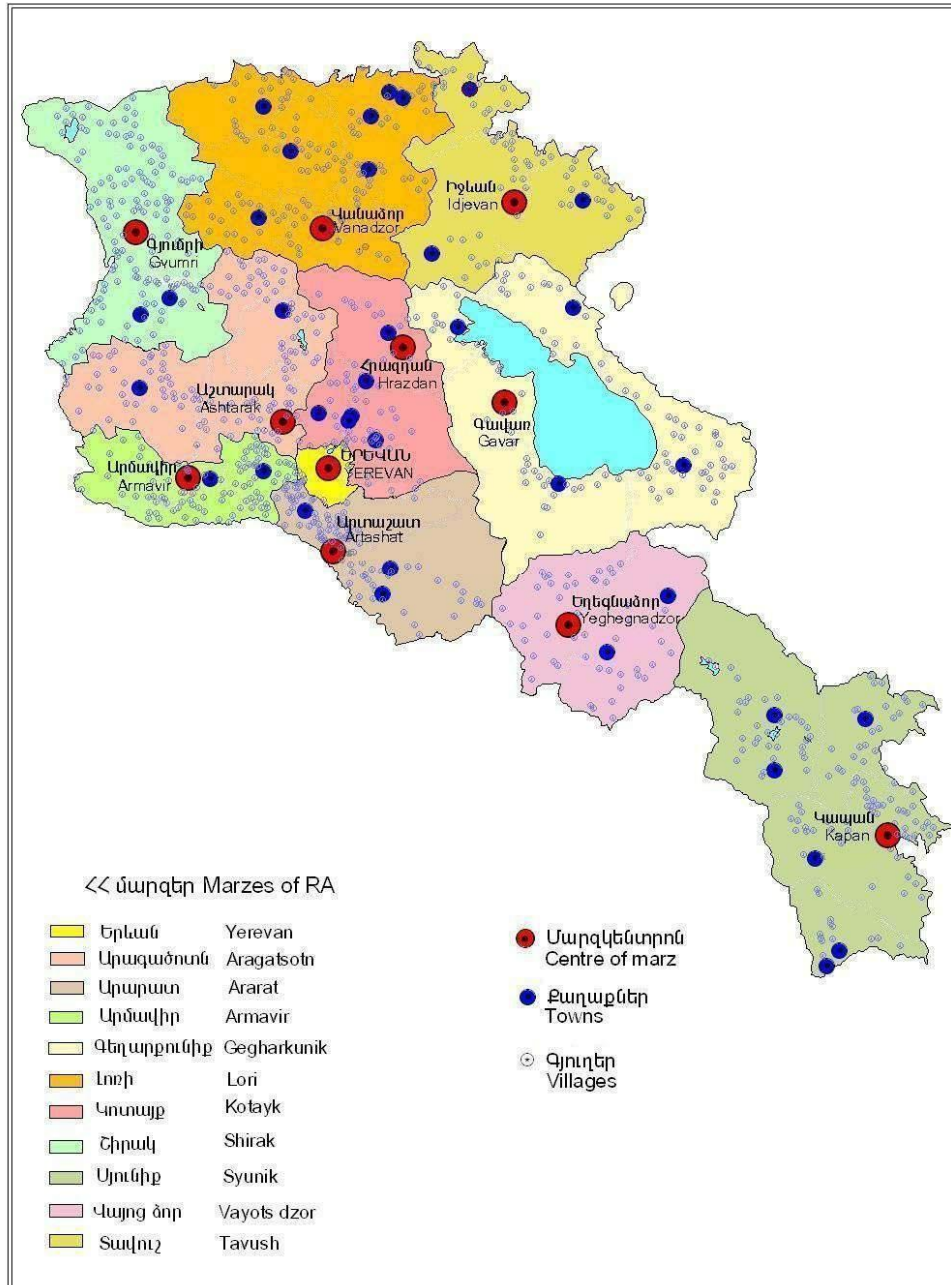 Իջևան
Idjevan
Վանաձոր
Vanadzor
Գյումրի
Gyumri
Հրազդան
Hrazdan
Աշտարակ
Ashtarak
Գավառ
Gavar
ԵՐԵՎԱՆ
YEREVAN
Արմավիր
Armavir
Արտաշատ
Artashat
Եղեգնաձոր
Yeghegnadzor
Կապան
Kapan
ՀՀ մարզեր Marzes of RA
Երևան Yerevan
Արագածոտն Aragatsotn
Արարատ Ararat
Արմավիր Armavir
Գեղարքունիք Gegharkunik
Լոռի Lori
Կոտայք Kotayk
Շիրակ Shirak
Սյունիք Syunik
Վայոց ձոր Vayots dzor
Տավուշ Tavush
Մարզկենտրոն
Centre of marz
Քաղաքներ
Towns
Գյուղեր
Villages